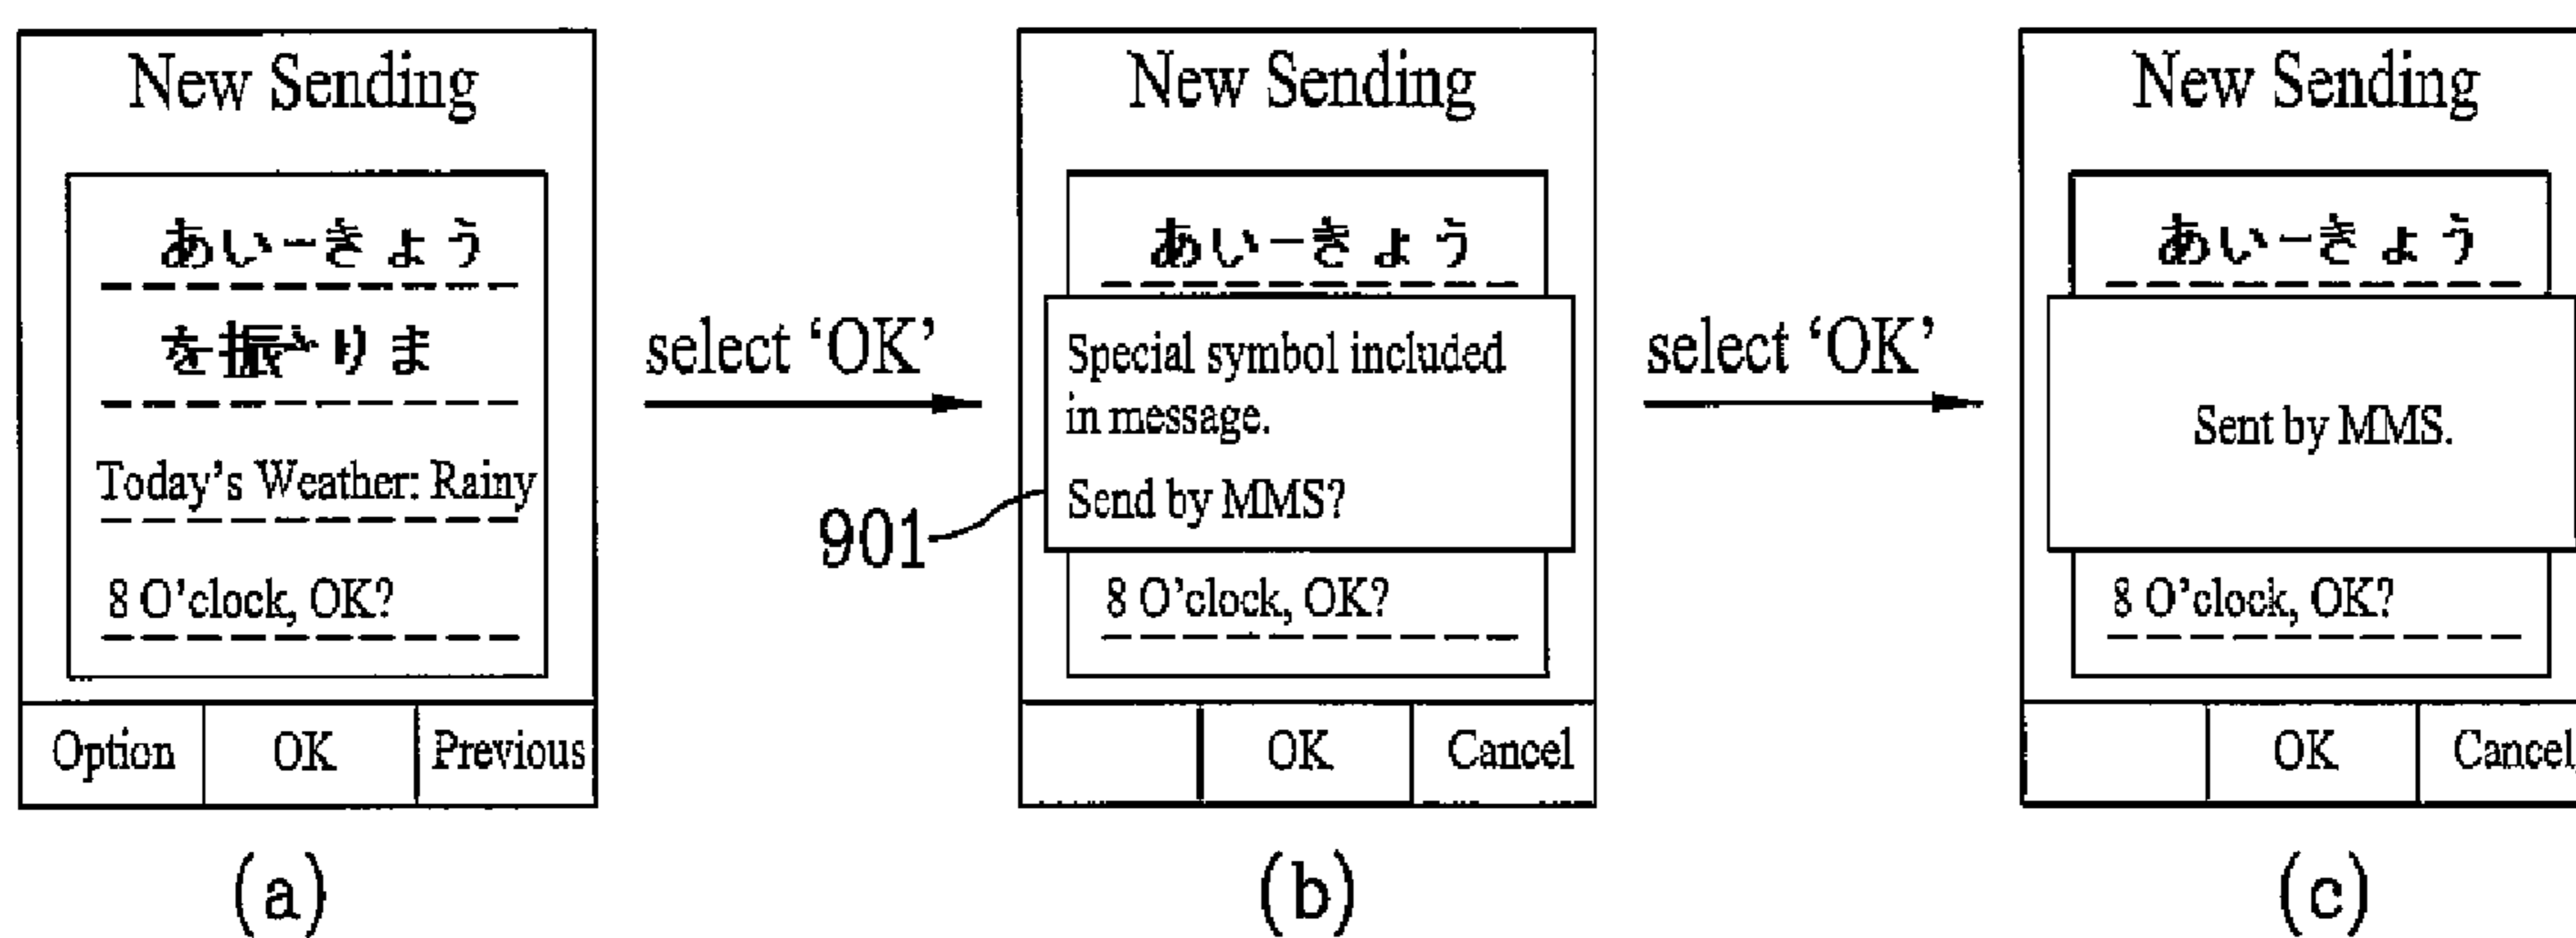 New Sending
あいーきよう
を振りま
Today's Weather: Rainy
8 O'clock, OK?
Option OK Previous
(a)
select 'OK'
New Sending
あいーきよう
Special symbol included
in message.
Send by MMS?
901
8 O'clock, OK?
OK Cancel
(b)
select 'OK'
New Sending
あいーきよう
Sent by MMS.
8 O'clock, OK?
OK Cancel
(c)